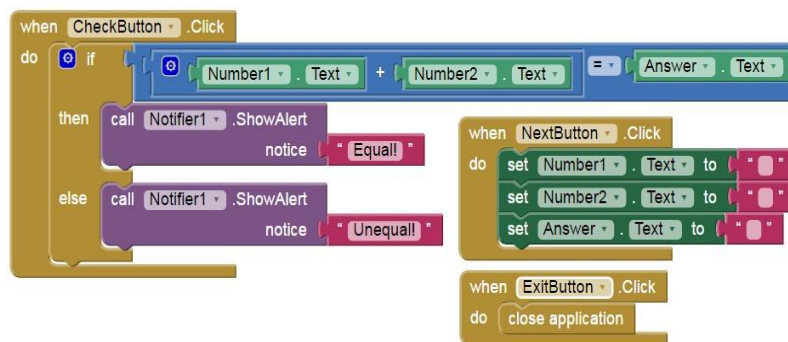 when CheckButton .Click
do if Number1 . Text + Number2 . Text = Answer . Text
then call Notifier1 .ShowAlert
notice " Equal! "
else call Notifier1 .ShowAlert
notice " Unequal! "
when NextButton .Click
do set Number1 . Text to " "
set Number2 . Text to " "
set Answer . Text to " "
when ExitButton .Click
do close application